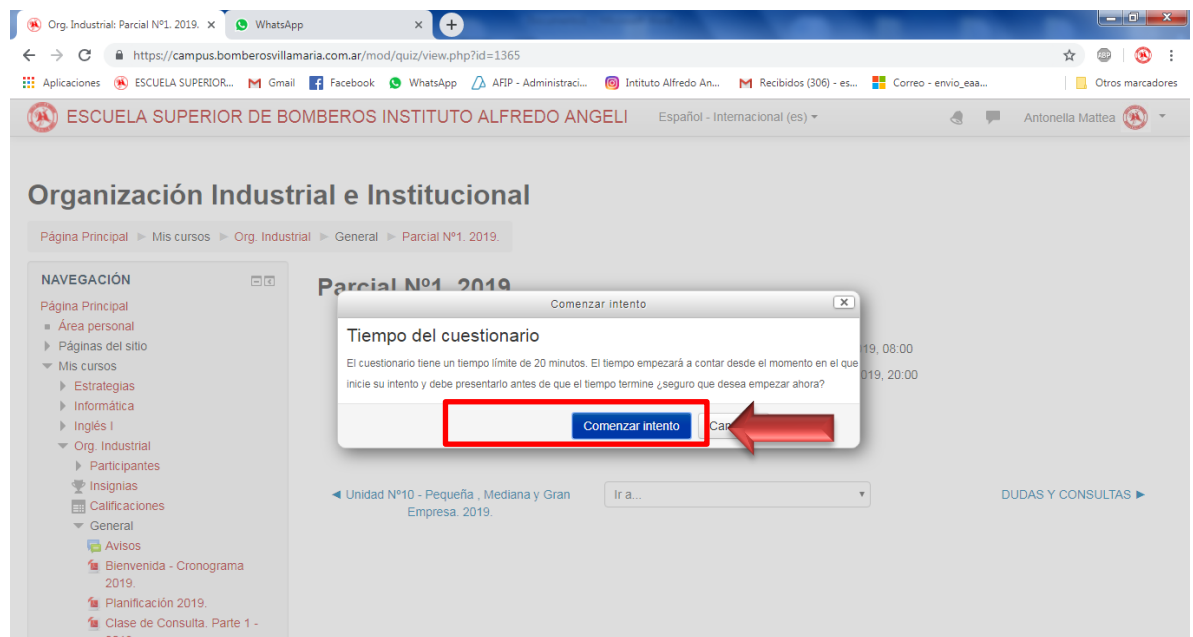 Org. Industrial: Parcial Nº1. 2019.
WhatsApp
https://campus.bomberosvillamaria.com.ar/mod/quiz/view.php?id=1365
Aplicaciones ESCUELA SUPERIOR... Gmail Facebook WhatsApp AFIP - Administraci... Intituto Alfredo An... Recibidos (306) - es... Correo - envio_eaa... Otros marcadores
ESCUELA SUPERIOR DE BOMBEROS INSTITUTO ALFREDO ANGELI Español - Internacional (es) Antonella Mattea
Organización Industrial e Institucional
Página Principal Mis cursos Org. Industrial General Parcial Nº1. 2019.
NAVEGACIÓN
Página Principal
Área personal
Páginas del sitio
Mis cursos
Estrategias
Informática
Inglés I
Org. Industrial
Participantes
Insignias
Calificaciones
General
Avisos
Bienvenida - Cronograma
2019.
Planificación 2019.
Clase de Consulta. Parte 1 -
Parcial Nº1. 2019
019, 08:00
019, 20:00
Comenzar intento
Tiempo del cuestionario
El cuestionario tiene un tiempo límite de 20 minutos. El tiempo empezará a contar desde el momento en el que
inicie su intento y debe presentarlo antes de que el tiempo termine ¿seguro que desea empezar ahora?
Comenzar intento
Unidad Nº10 - Pequeña , Mediana y Gran
Empresa. 2019.
Ir a...
DUDAS Y CONSULTAS